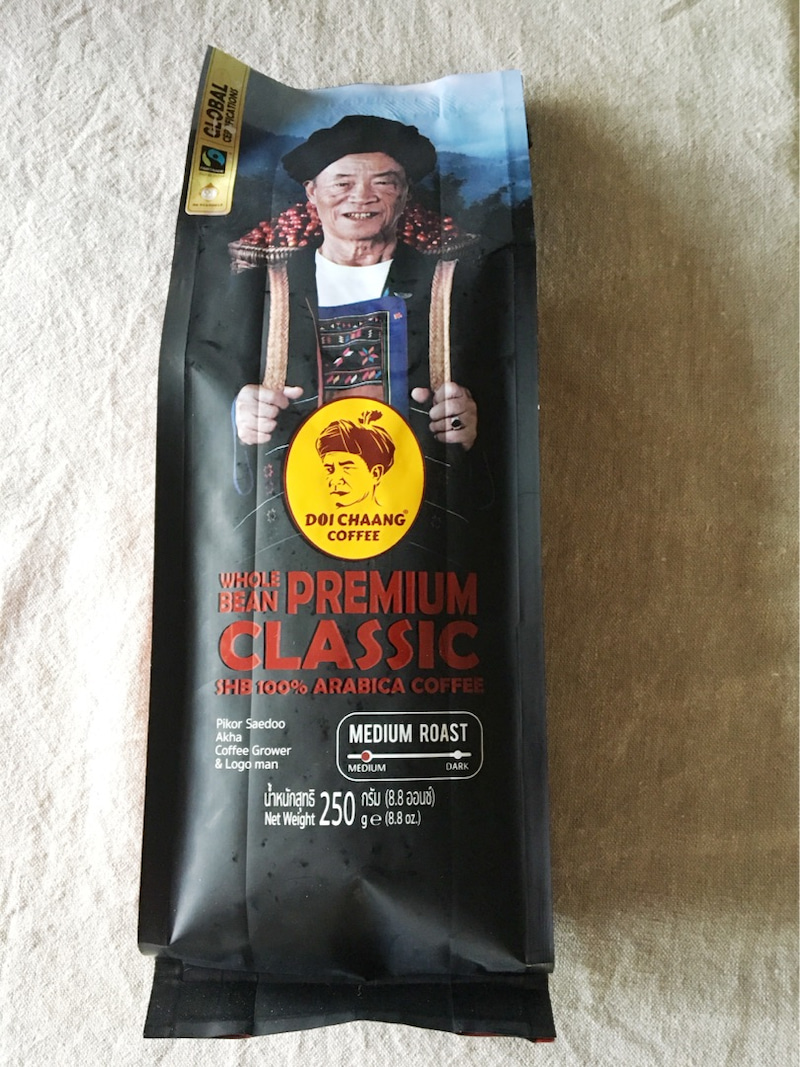 GLOBAL
DOI CHAANG®
COFFEE
WHOLE
BEAN PREMIUM
CLASSIC
SHB 100% ARABICA COFFEE
Pikor Saedoo
Akha
Coffee Grower
& Logo man
MEDIUM ROAST
MEDIUM DARK
น้ำหนักสุทธิ 250 กรัม (8.8 ออนซ์)
Net Weight g ℮ (8.8 oz.)